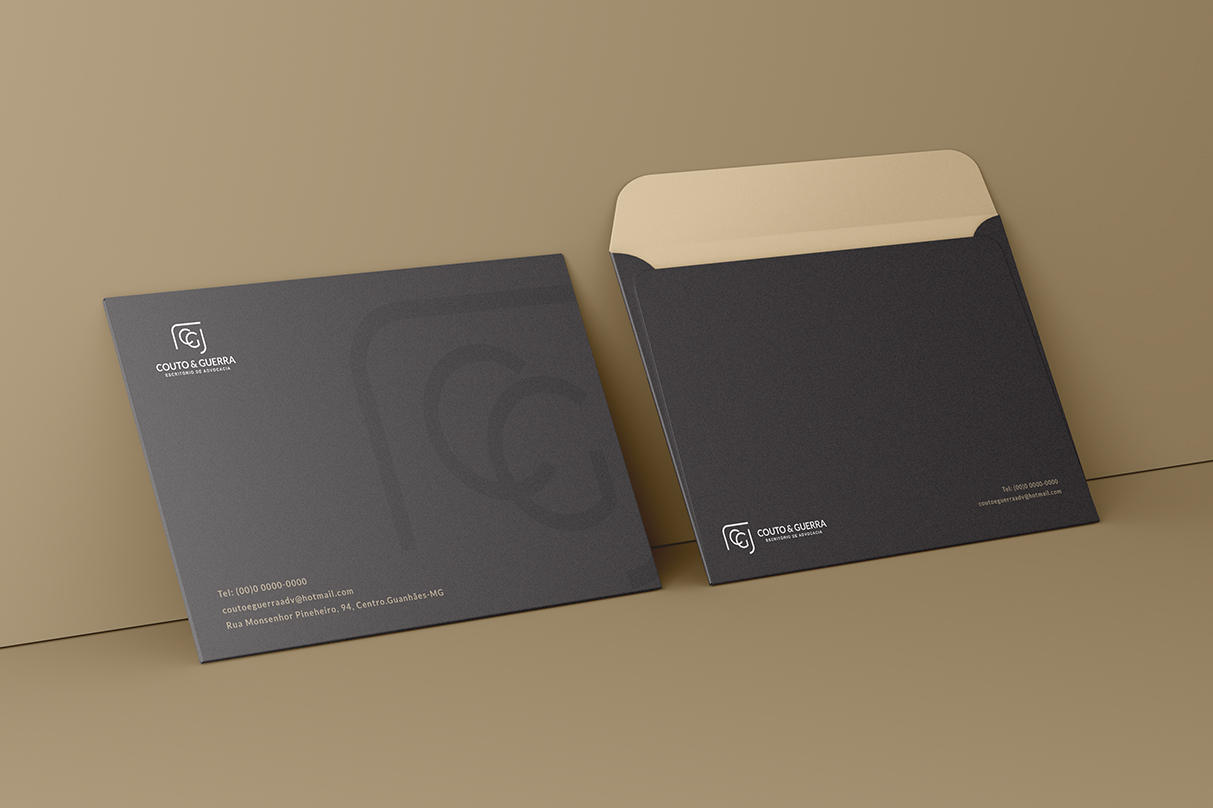 CG
COUTO & GUERRA
ESCRITÓRIO DE ADVOCACIA
Tel: (00)0 0000-0000
coutoeguerraadv@hotmail.com
Rua Monsenhor Pineheiro, 94, Centro.Guanhães-MG
CG
COUTO & GUERRA
ESCRITÓRIO DE ADVOCACIA
Tel: (00)0 0000-0000
coutoeguerraadv@hotmail.com